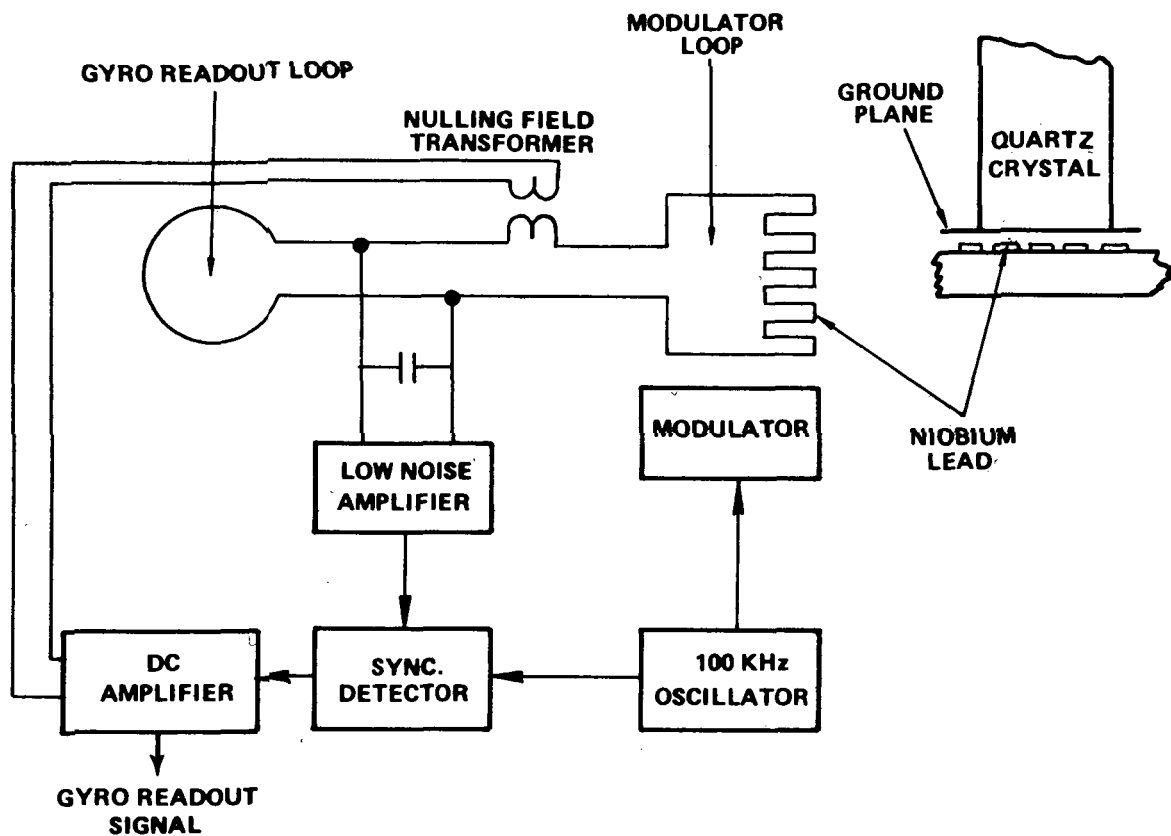 MODULATOR
LOOP
GYRO READOUT LOOP
GROUND
PLANE
NULLING FIELD
TRANSFORMER
QUARTZ
CRYSTAL
MODULATOR
NIOBIUM
LEAD
LOW NOISE
AMPLIFIER
DC
AMPLIFIER
SYNC.
DETECTOR
100 KHz
OSCILLATOR
GYRO READOUT
SIGNAL